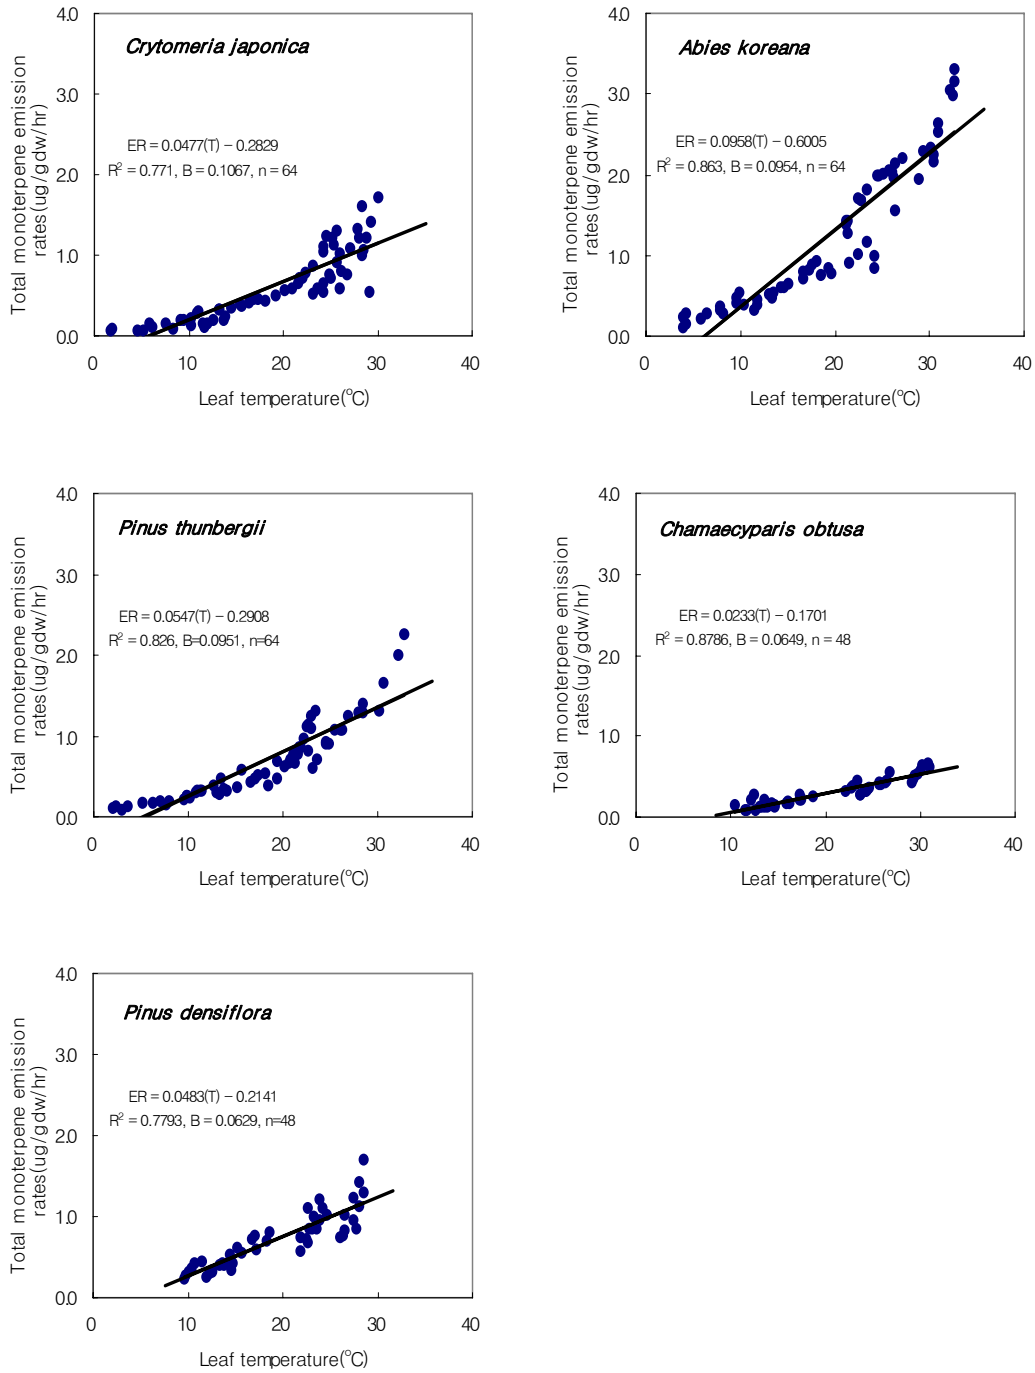 Crytomeria japonica
ER = 0.0477(T) − 0.2829
R² = 0.771, B = 0.1067, n = 64
Total monoterpene emission
rates(ug/gdw/hr)
4.0
3.0
2.0
1.0
0.0
0 10 20 30 40
Leaf temperature(°C)
Abies koreana
ER = 0.0958(T) − 0.6005
R² = 0.863, B = 0.0954, n = 64
Total monoterpene emission
rates(ug/gdw/hr)
4.0
3.0
2.0
1.0
0.0
0 10 20 30 40
Leaf temperature(°C)
Pinus thunbergii
ER = 0.0547(T) − 0.2908
R² = 0.826, B=0.0951, n=64
Total monoterpene emission
rates(ug/gdw/hr)
4.0
3.0
2.0
1.0
0.0
0 10 20 30 40
Leaf temperature(°C)
Chamaecyparis obtusa
ER = 0.0233(T) − 0.1701
R² = 0.8786, B = 0.0649, n = 48
Total monoterpene emission
rates(ug/gdw/hr)
4.0
3.0
2.0
1.0
0.0
0 10 20 30 40
Leaf temperature(°C)
Pinus densiflora
ER = 0.0483(T) − 0.2141
R² = 0.7793, B = 0.0629, n=48
Total monoterpene emission
rates(ug/gdw/hr)
4.0
3.0
2.0
1.0
0.0
0 10 20 30 40
Leaf temperature(°C)